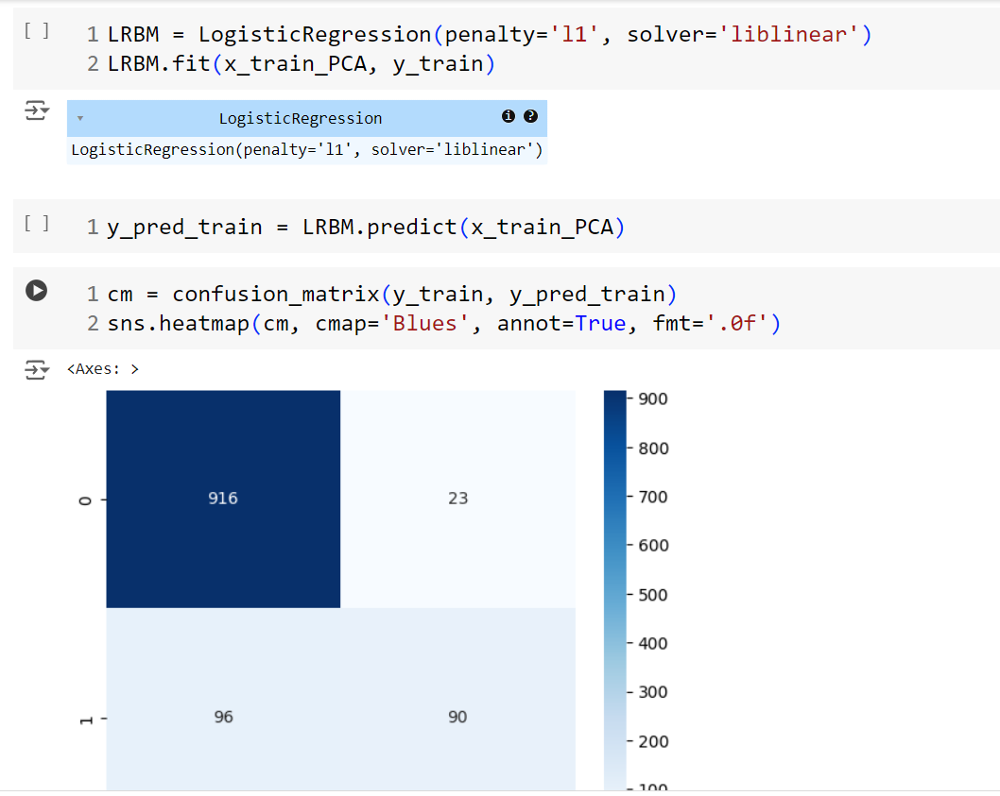 [ ]
1 LRBM = LogisticRegression(penalty='l1', solver='liblinear')
2 LRBM.fit(x_train_PCA, y_train)
LogisticRegression
LogisticRegression(penalty='l1', solver='liblinear')
[ ]
1 y_pred_train = LRBM.predict(x_train_PCA)
1 cm = confusion_matrix(y_train, y_pred_train)
2 sns.heatmap(cm, cmap='Blues', annot=True, fmt='.0f')
<Axes: >
0
916
23
1
96
90
900
800
700
600
500
400
300
200
100